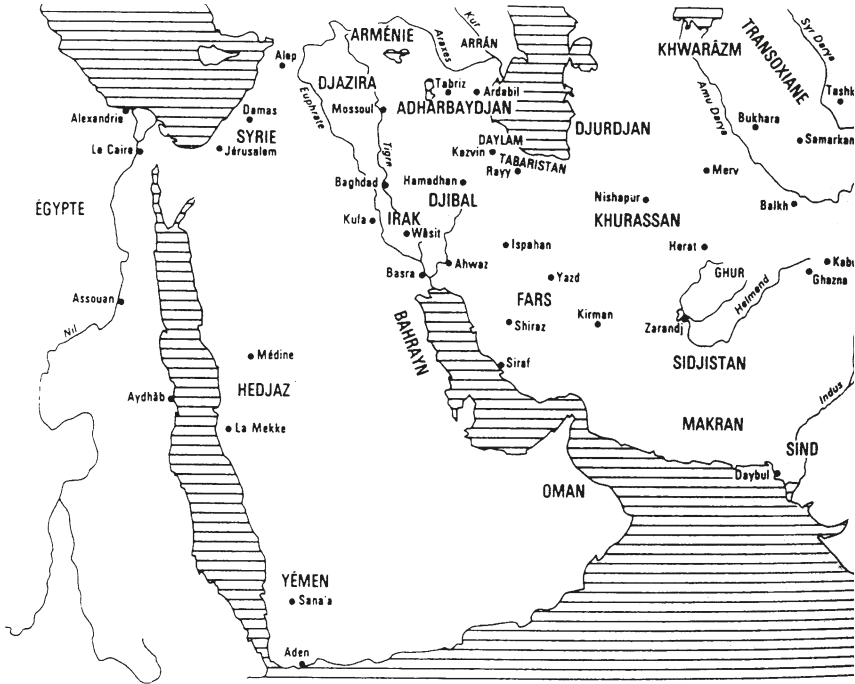 Kur
ARMÉNIE
Araxes
ARRÁN
KHWARÂZM
TRANSOXIANE
Syr Darya
Alep
DJAZIRA
Euphrate
Tabriz
Ardabil
Tashk
Mossoul
ADHARBAYDJAN
Amu Darya
Alexandrie
Damas
SYRIE
DJURDJAN
Bukhara
Le Caire
Jérusalem
Tigre
DAYLAM
Kazvin
TABARISTAN
Rayy
Samarkan
Merv
Baghdad
Hamadhan
DJIBAL
Nishapur
KHURASSAN
Balkh
ÉGYPTE
Kufa
IRAK
Wâsit
Ispahan
Herat
Basra
Ahwaz
Yazd
GHUR
Kabu
Ghazna
Helmend
Assouan
FARS
Shiraz
Kirman
Zarandj
Nil
BAHRAYN
SIDJISTAN
Médine
HEDJAZ
Siraf
Aydhâb
Indus
La Mekke
MAKRAN
SIND
Daybul
OMAN
YÉMEN
Sana'a
Aden